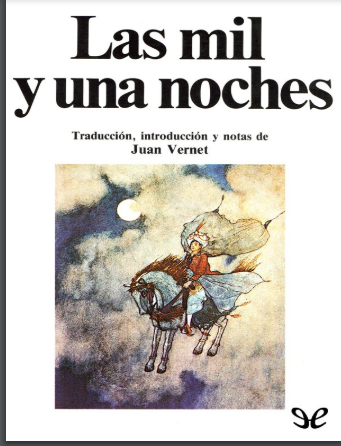 Las mil
y una noches
Traducción, introducción y notas de
Juan Vernet